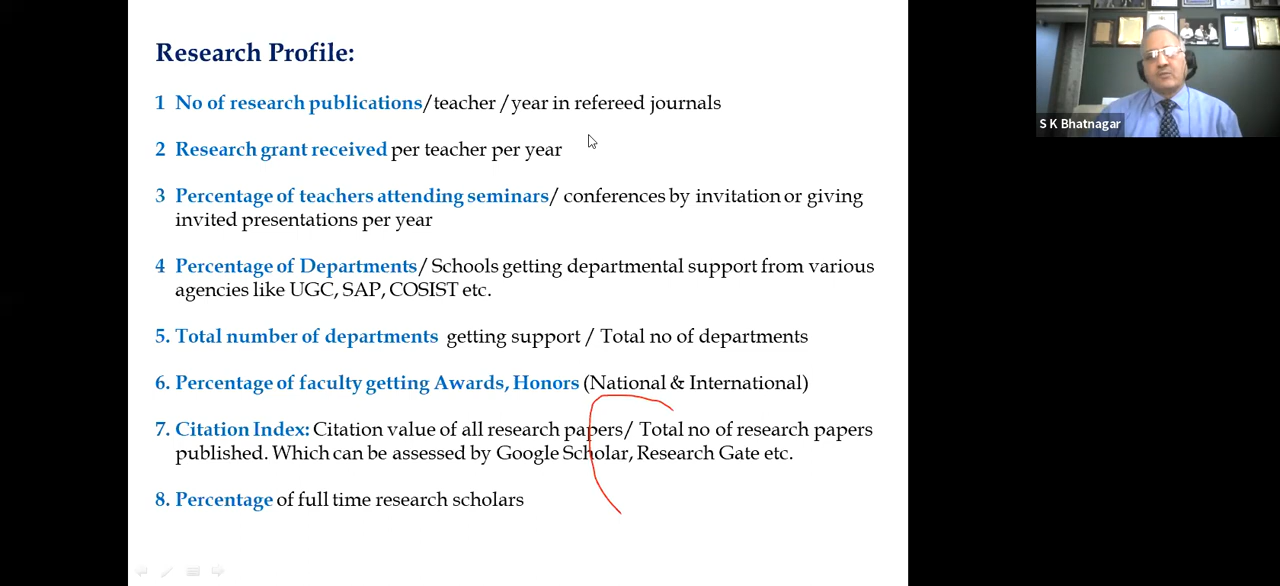 Research Profile:
1 No of research publications/teacher /year in refereed journals
2 Research grant received per teacher per year
3 Percentage of teachers attending seminars/ conferences by invitation or giving
invited presentations per year
4 Percentage of Departments/ Schools getting departmental support from various
agencies like UGC, SAP, COSIST etc.
5. Total number of departments getting support / Total no of departments
6. Percentage of faculty getting Awards, Honors (National & International)
7. Citation Index: Citation value of all research papers/ Total no of research papers
published. Which can be assessed by Google Scholar, Research Gate etc.
8. Percentage of full time research scholars
S K Bhatnagar